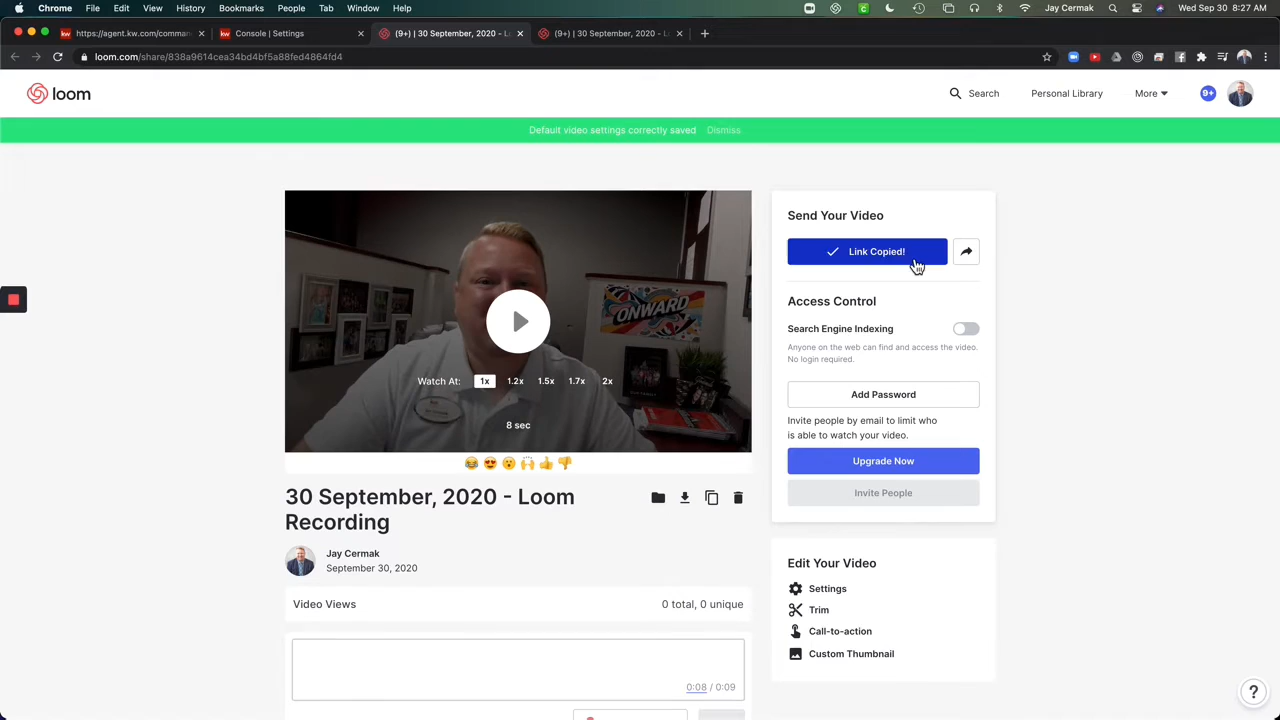 Chrome File Edit View History Bookmarks People Tab Window Help Wed Sep 30 8:27 AM
https://agent.kw.com/comman
Console | Settings
(9+) | 30 September, 2020 - L
(9+) | 30 September, 2020 - L
loom.com/share/838a9614cea34bd4bf5a88fed4864fd4
loom
Search
Personal Library
More
9+
Default video settings correctly saved Dismiss
ONWARD
Watch At: 1x 1.2x 1.5x 1.7x 2x
8 sec
30 September, 2020 - Loom
Recording
Jay Cermak
September 30, 2020
Video Views 0 total, 0 unique
0:08 / 0:09
Send Your Video
Link Copied!
Access Control
Search Engine Indexing
Anyone on the web can find and access the video.
No login required.
Add Password
Invite people by email to limit who
is able to watch your video.
Upgrade Now
Invite People
Edit Your Video
Settings
Trim
Call-to-action
Custom Thumbnail
?